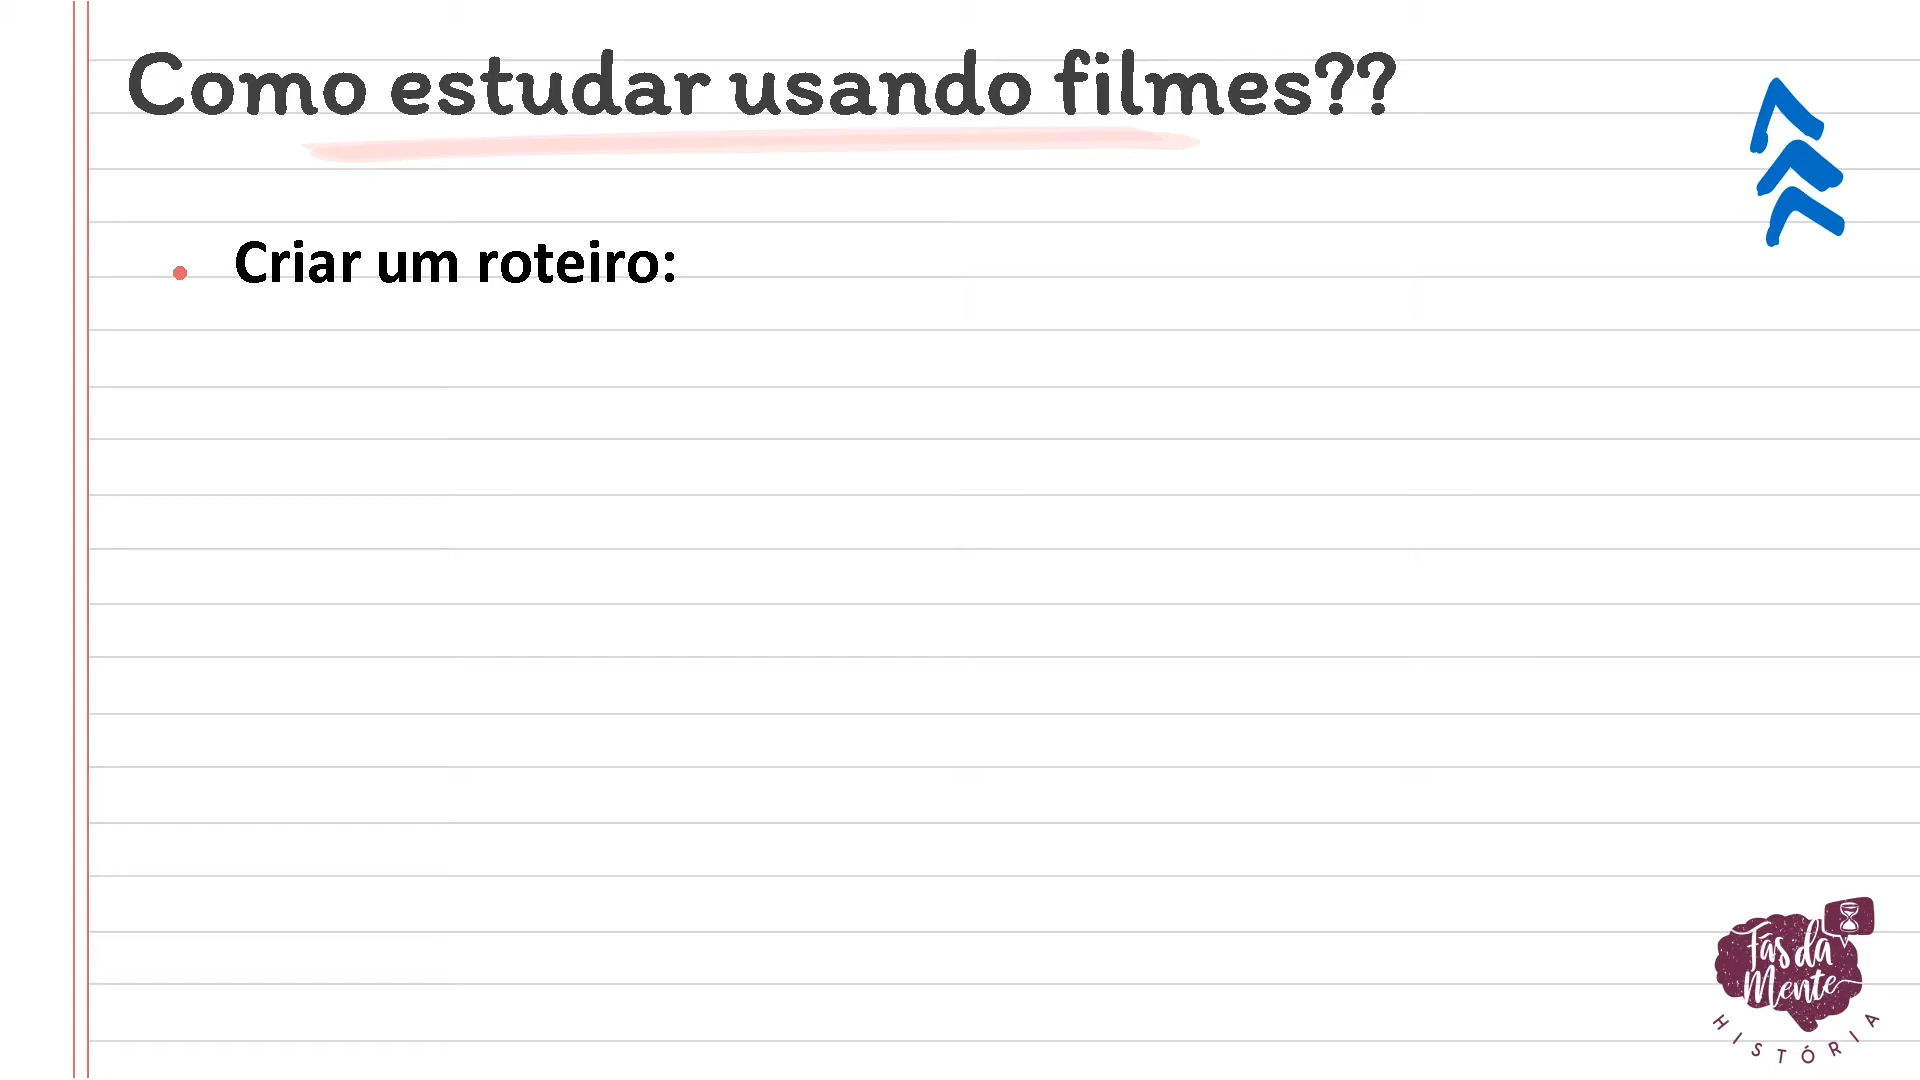 Como estudar usando filmes??
Criar um roteiro:
Fãs da
Mente
HISTÓRIA